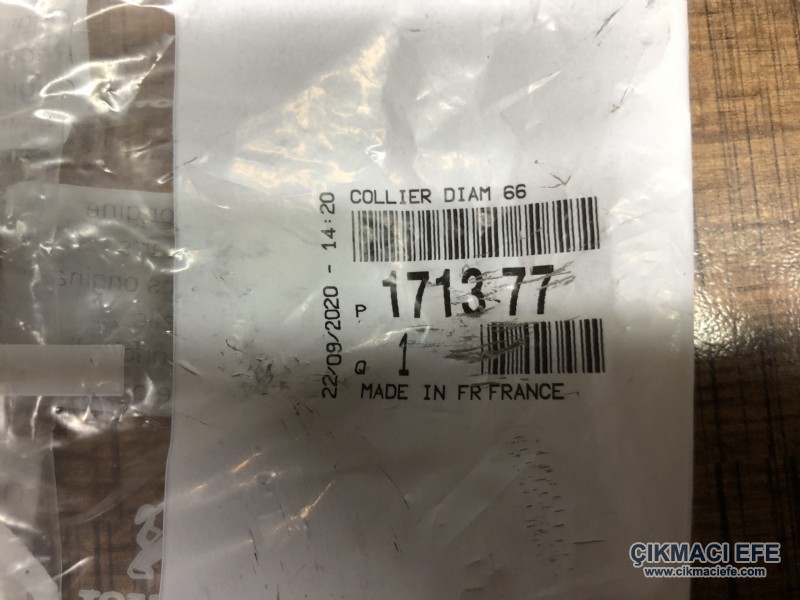 COLLIER DIAM 66
22/09/2020 - 14:20
P 1713 77
Q 1
MADE IN FR FRANCE
ÇIKMACI EFE
www.cikmaciefe.com